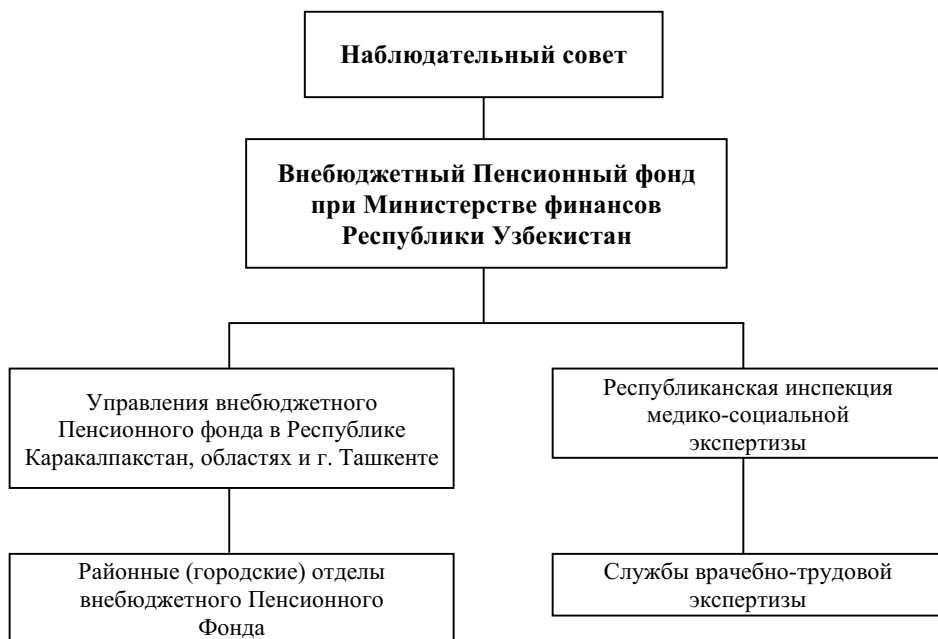 Наблюдательный совет
Внебюджетный Пенсионный фонд
при Министерстве финансов
Республики Узбекистан
Управления внебюджетного
Пенсионного фонда в Республике
Каракалпакстан, областях и г. Ташкенте
Республиканская инспекция
медико-социальной
экспертизы
Районные (городские) отделы
внебюджетного Пенсионного
Фонда
Службы врачебно-трудовой
экспертизы